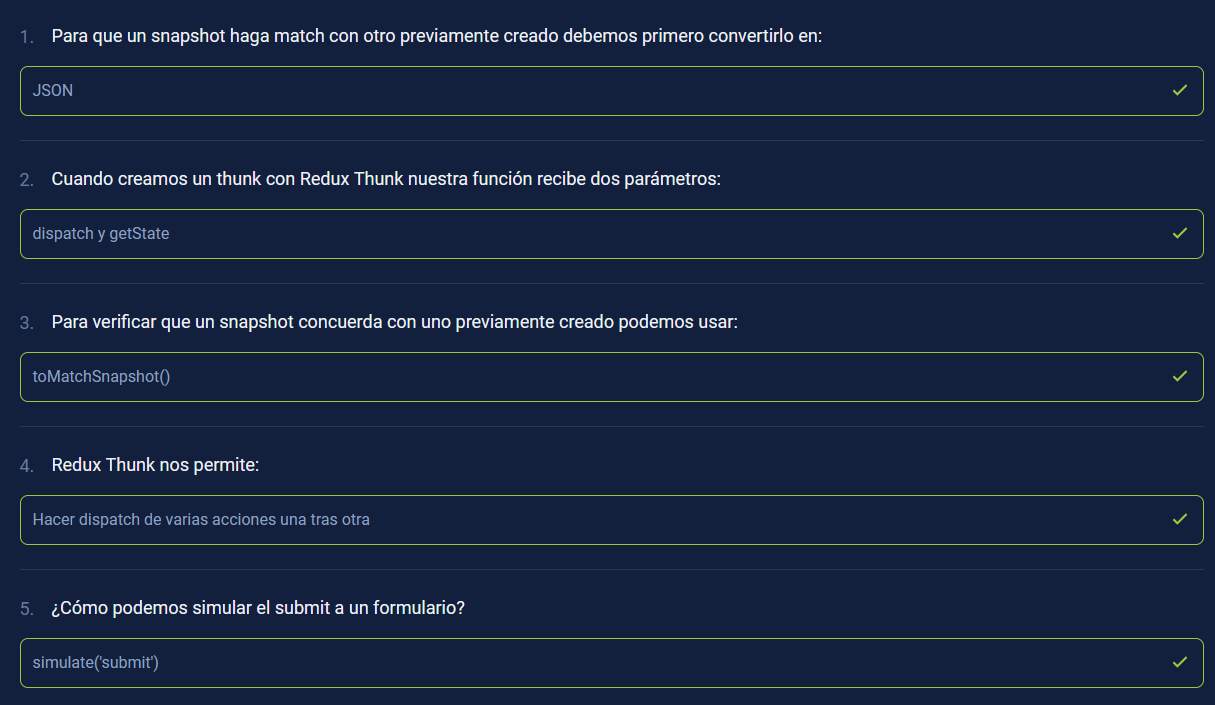 1. Para que un snapshot haga match con otro previamente creado debemos primero convertirlo en:
JSON
2. Cuando creamos un thunk con Redux Thunk nuestra función recibe dos parámetros:
dispatch y getState
3. Para verificar que un snapshot concuerda con uno previamente creado podemos usar:
toMatchSnapshot()
4. Redux Thunk nos permite:
Hacer dispatch de varias acciones una tras otra
5. ¿Cómo podemos simular el submit a un formulario?
simulate('submit')